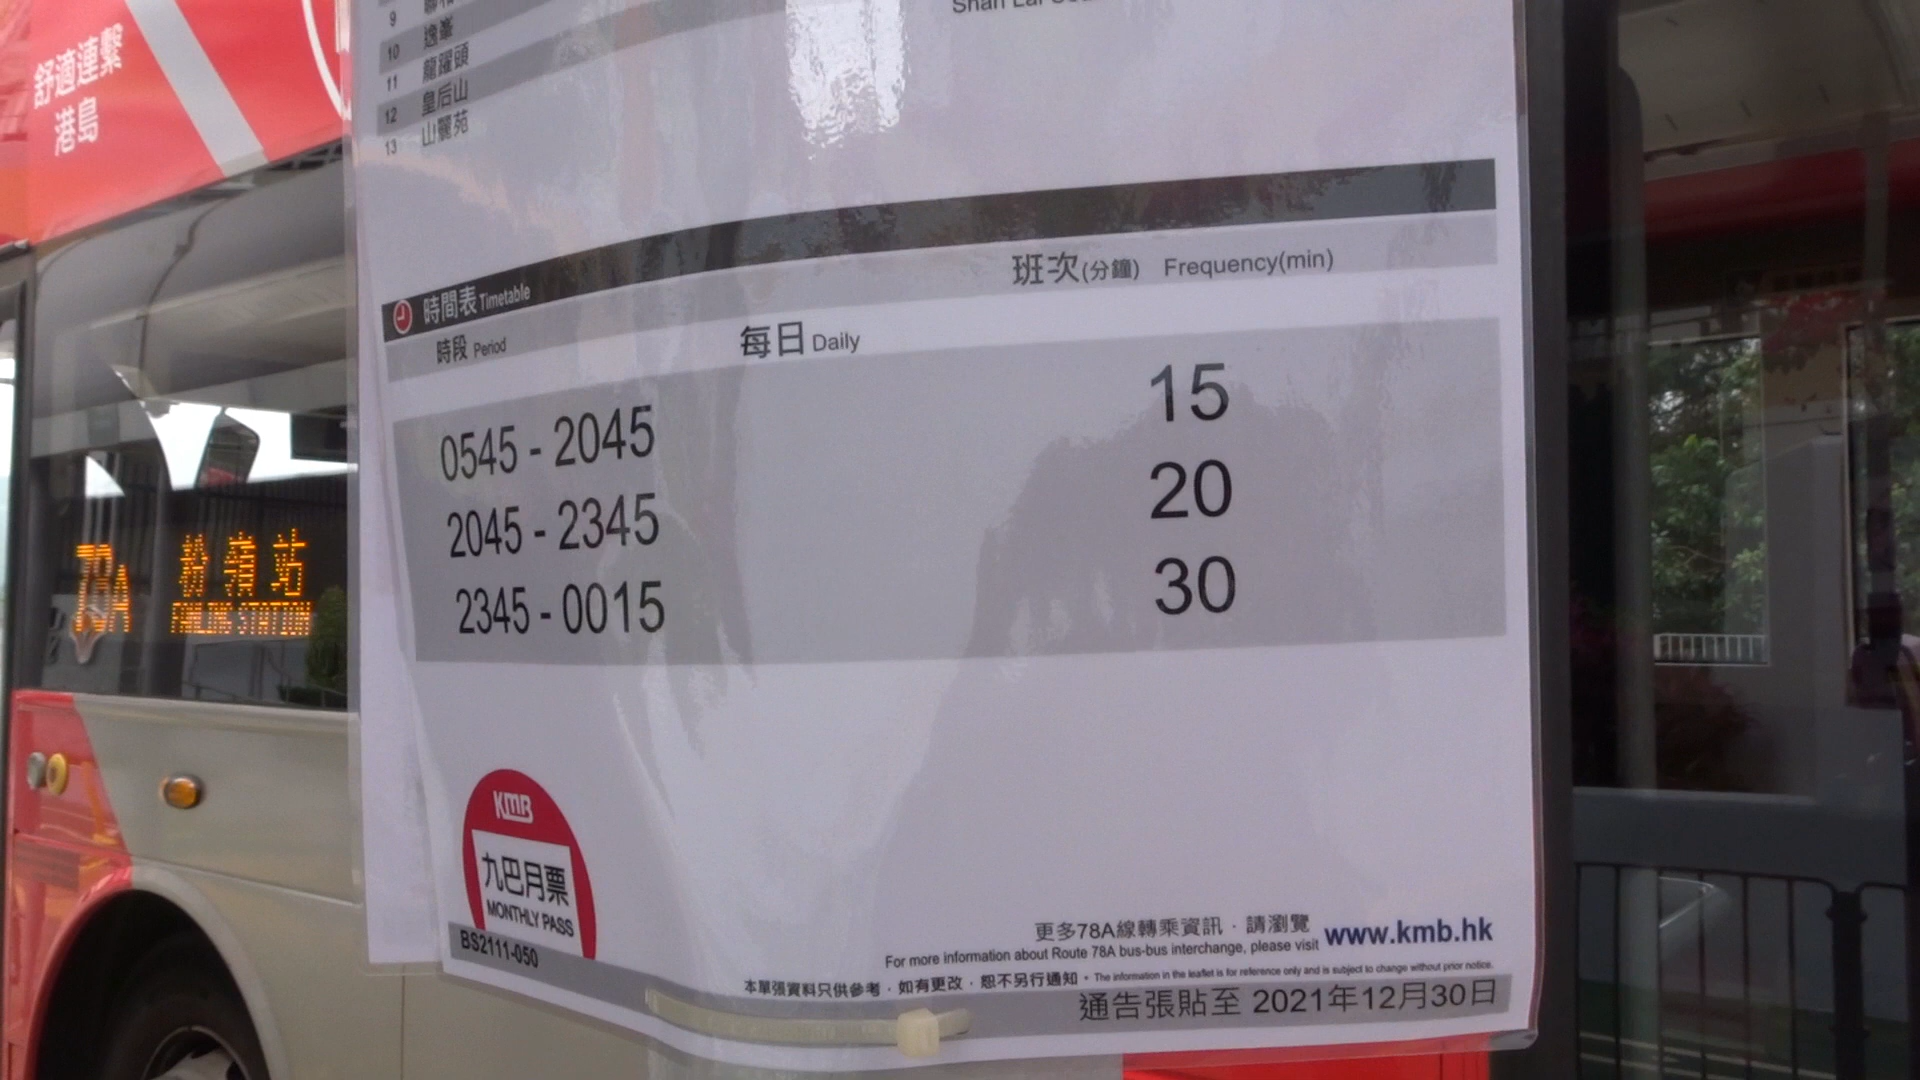 舒適連繫
港島
9
10 逸峯
11 龍躍頭
12 皇后山
13 山麗苑
時間表 Timetable
時段 Period 每日 Daily 班次(分鐘) Frequency(min)
0545 - 2045 15
2045 - 2345 20
2345 - 0015 30
78A 粉嶺站
FANLING STATION
KMB
九巴月票
MONTHLY PASS
BS2111-050
更多78A線轉乘資訊，請瀏覽 www.kmb.hk
For more information about Route 78A bus-bus interchange, please visit
本單張資料只供參考，如有更改，恕不另行通知。 The information in the leaflet is for reference only and is subject to change without prior notice.
通告張貼至 2021年12月30日